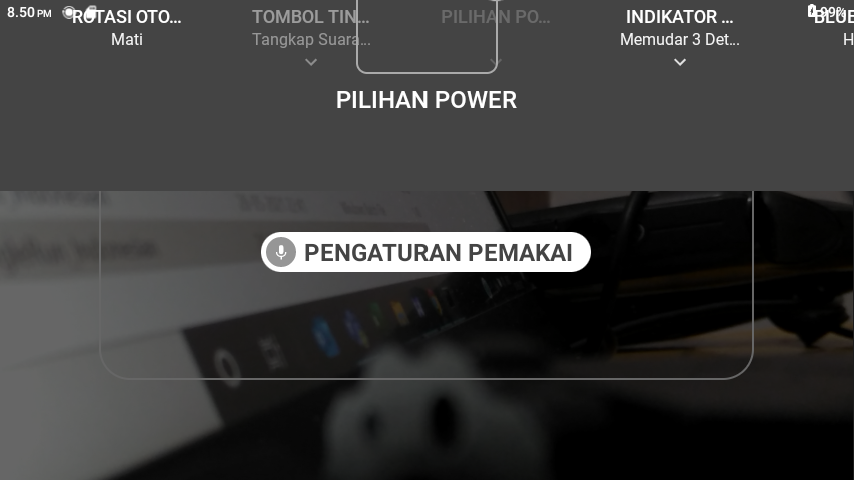 8.50 PM
99%
ROTASI OTO...
Mati
TOMBOL TIN...
Tangkap Suara...
PILIHAN PO...
INDIKATOR ...
Memudar 3 Det...
BLUE
H
PILIHAN POWER
PENGATURAN PEMAKAI